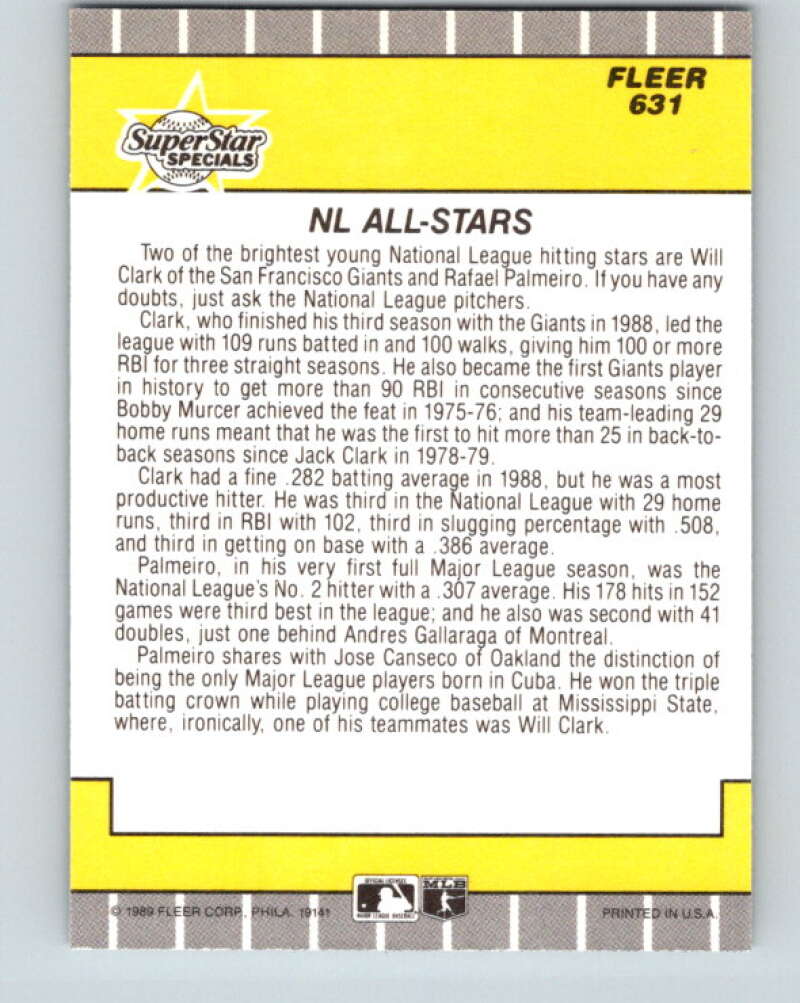 FLEER
631
SuperStar
SPECIALS
NL ALL-STARS
Two of the brightest young National League hitting stars are Will
Clark of the San Francisco Giants and Rafael Palmeiro. If you have any
doubts, just ask the National League pitchers.
Clark, who finished his third season with the Giants in 1988, led the
league with 109 runs batted in and 100 walks, giving him 100 or more
RBI for three straight seasons. He also became the first Giants player
in history to get more than 90 RBI in consecutive seasons since
Bobby Murcer achieved the feat in 1975-76; and his team-leading 29
home runs meant that he was the first to hit more than 25 in back-to-
back seasons since Jack Clark in 1978-79.
Clark had a fine .282 batting average in 1988, but he was a most
productive hitter. He was third in the National League with 29 home
runs, third in RBI with 102, third in slugging percentage with .508,
and third in getting on base with a .386 average.
Palmeiro, in his very first full Major League season, was the
National League's No. 2 hitter with a .307 average. His 178 hits in 152
games were third best in the league; and he also was second with 41
doubles, just one behind Andres Gallaraga of Montreal.
Palmeiro shares with Jose Canseco of Oakland the distinction of
being the only Major League players born in Cuba. He won the triple
batting crown while playing college baseball at Mississippi State,
where, ironically, one of his teammates was Will Clark.
OFFICIAL LICENSEE
MAJOR LEAGUE BASEBALL
MLB
© 1989 FLEER CORP., PHILA. 19141
PRINTED IN U.S.A.